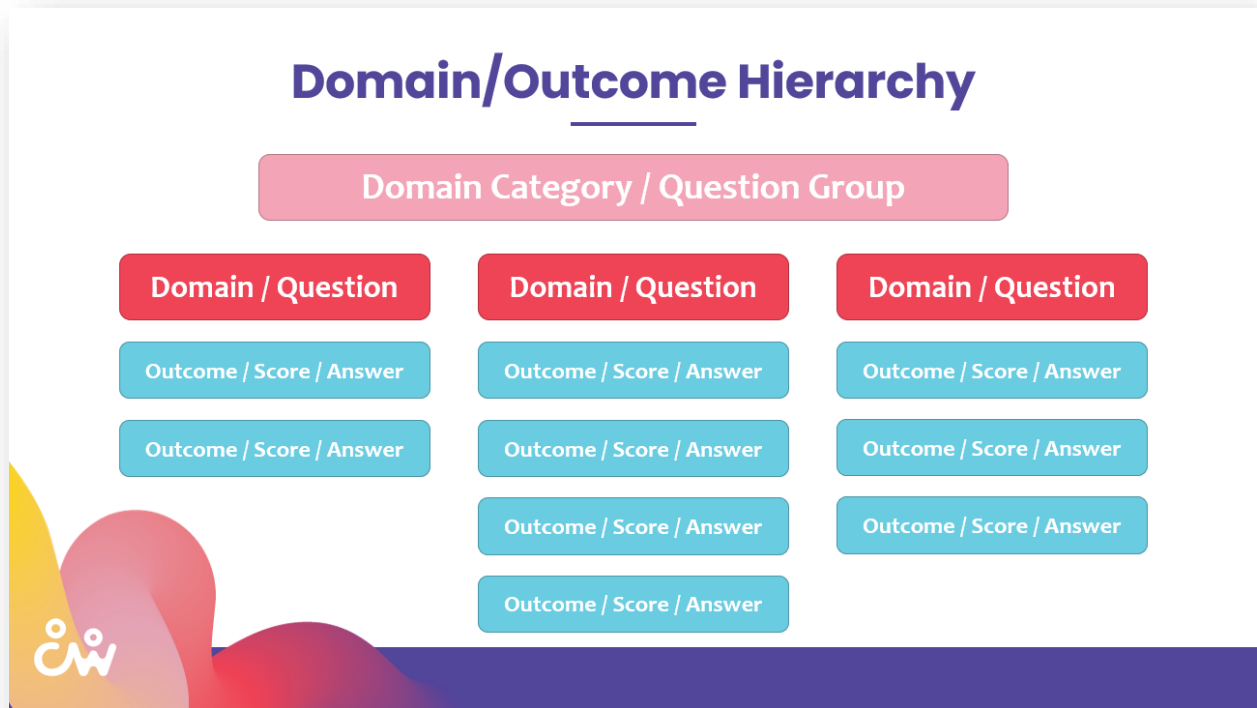 Domain/Outcome Hierarchy
Domain Category / Question Group
Domain / Question
Outcome / Score / Answer
Outcome / Score / Answer
Domain / Question
Outcome / Score / Answer
Outcome / Score / Answer
Outcome / Score / Answer
Outcome / Score / Answer
Domain / Question
Outcome / Score / Answer
Outcome / Score / Answer
Outcome / Score / Answer